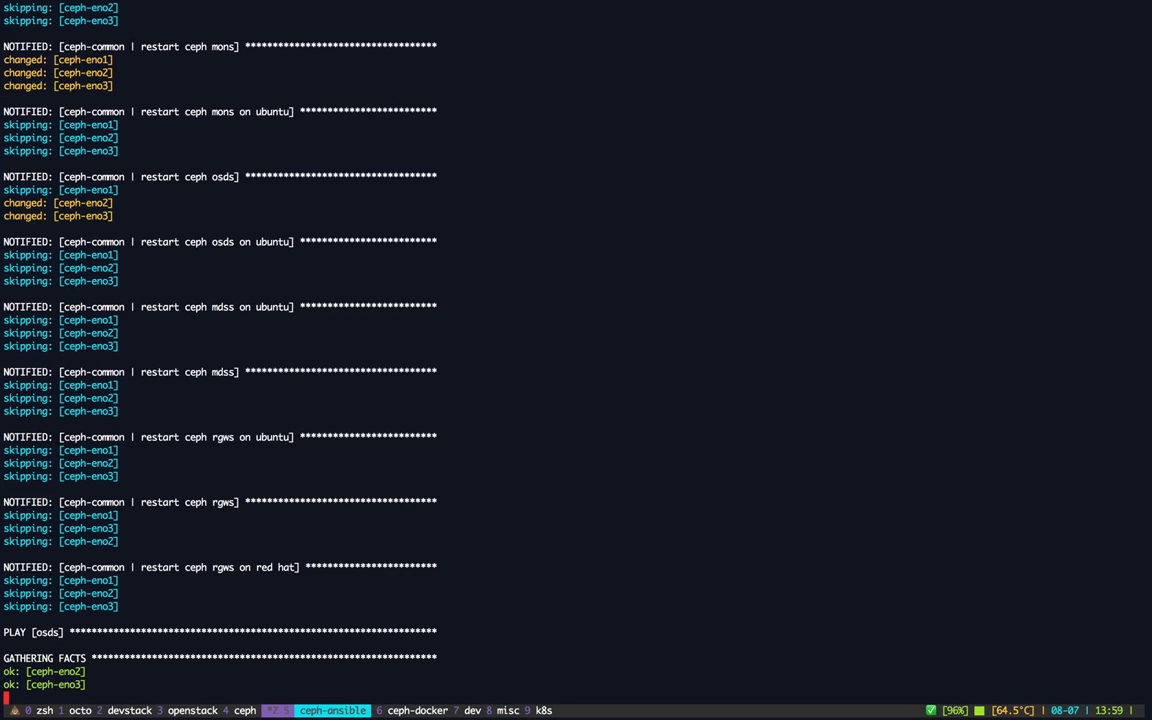 skipping: [ceph-eno2]
skipping: [ceph-eno3]
NOTIFIED: [ceph-common | restart ceph mons] ***********************************
changed: [ceph-eno1]
changed: [ceph-eno2]
changed: [ceph-eno3]
NOTIFIED: [ceph-common | restart ceph mons on ubuntu] *************************
skipping: [ceph-eno1]
skipping: [ceph-eno2]
skipping: [ceph-eno3]
NOTIFIED: [ceph-common | restart ceph osds] ***********************************
skipping: [ceph-eno1]
changed: [ceph-eno2]
changed: [ceph-eno3]
NOTIFIED: [ceph-common | restart ceph osds on ubuntu] *************************
skipping: [ceph-eno1]
skipping: [ceph-eno2]
skipping: [ceph-eno3]
NOTIFIED: [ceph-common | restart ceph mdss on ubuntu] *************************
skipping: [ceph-eno1]
skipping: [ceph-eno2]
skipping: [ceph-eno3]
NOTIFIED: [ceph-common | restart ceph mdss] ***********************************
skipping: [ceph-eno1]
skipping: [ceph-eno2]
skipping: [ceph-eno3]
NOTIFIED: [ceph-common | restart ceph rgws on ubuntu] *************************
skipping: [ceph-eno1]
skipping: [ceph-eno2]
skipping: [ceph-eno3]
NOTIFIED: [ceph-common | restart ceph rgws] ***********************************
skipping: [ceph-eno1]
skipping: [ceph-eno3]
skipping: [ceph-eno2]
NOTIFIED: [ceph-common | restart ceph rgws on red hat] ************************
skipping: [ceph-eno1]
skipping: [ceph-eno2]
skipping: [ceph-eno3]
PLAY [osds] *******************************************************************
GATHERING FACTS ***************************************************************
ok: [ceph-eno2]
ok: [ceph-eno3]
0 zsh 1 octo 2 devstack 3 openstack 4 ceph *Z 5 ceph-ansible 6 ceph-docker 7 dev 8 misc 9 k8s [96%] [64.5°C] | 08-07 | 13:59 |